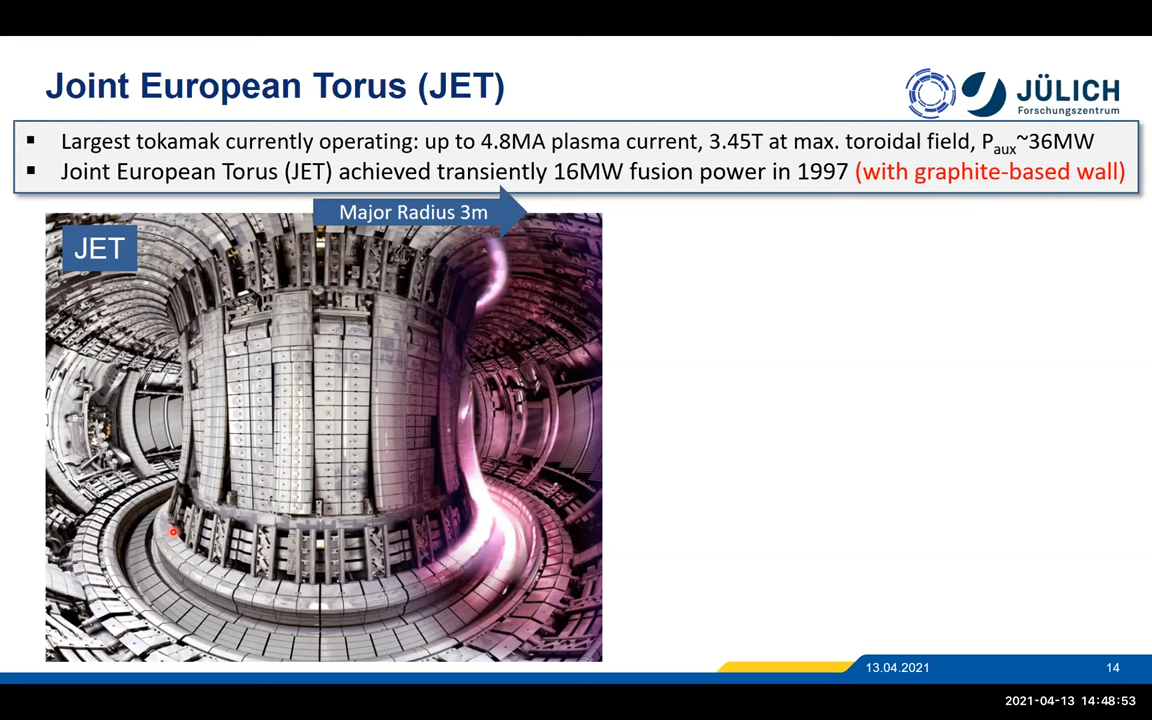 Joint European Torus (JET)
JÜLICH
Forschungszentrum
▪ Largest tokamak currently operating: up to 4.8MA plasma current, 3.45T at max. toroidal field, Paux~36MW
▪ Joint European Torus (JET) achieved transiently 16MW fusion power in 1997 (with graphite-based wall)
Major Radius 3m
JET
13.04.2021
14
2021-04-13 14:48:53